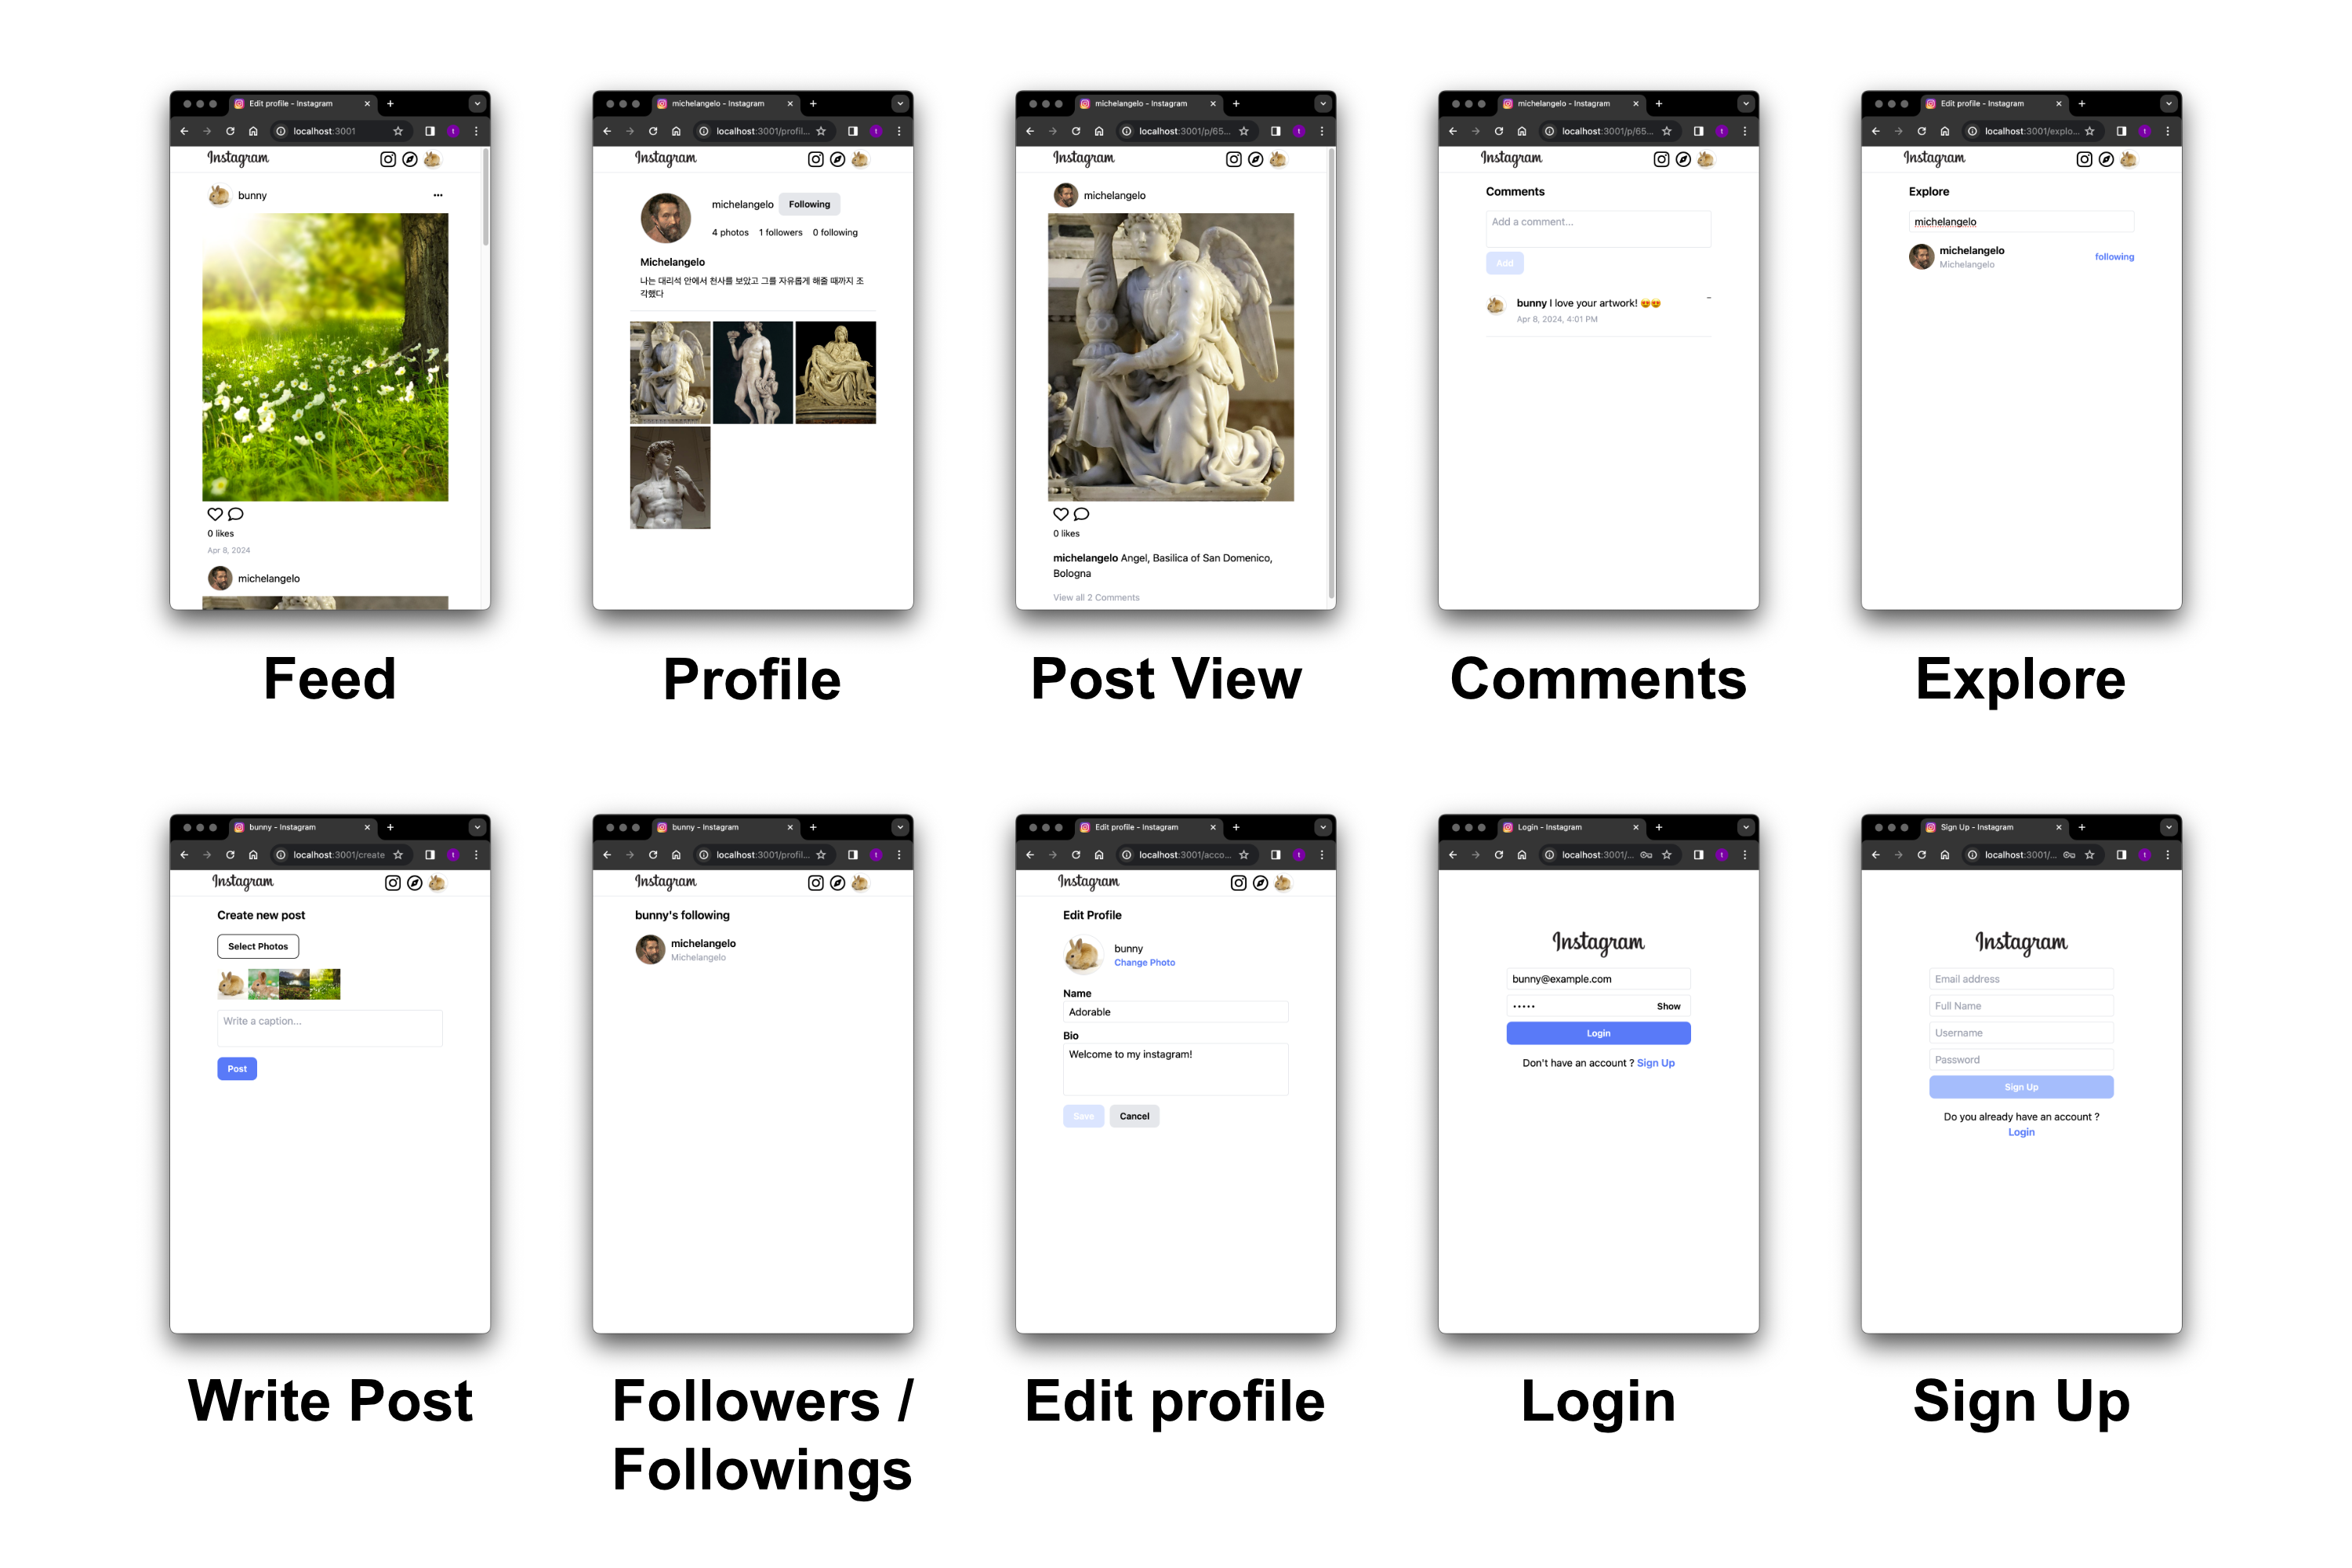 Edit profile - Instagram
localhost:3001
Instagram
bunny
0 likes
Apr 8, 2024
michelangelo
Feed
michelangelo - Instagram
localhost:3001/profil...
Instagram
michelangelo Following
4 photos 1 followers 0 following
Michelangelo
나는 대리석 안에서 천사를 보았고 그를 자유롭게 해줄 때까지 조
각했다
Profile
michelangelo - Instagram
localhost:3001/p/65...
Instagram
michelangelo
0 likes
michelangelo Angel, Basilica of San Domenico,
Bologna
View all 2 Comments
Post View
michelangelo - Instagram
localhost:3001/p/65...
Instagram
Comments
Add a comment...
Add
bunny I love your artwork! 😍😍
Apr 8, 2024, 4:01 PM
Comments
Edit profile - Instagram
localhost:3001/explo...
Instagram
Explore
michelangelo
michelangelo
Michelangelo
following
Explore
bunny - Instagram
localhost:3001/create
Instagram
Create new post
Select Photos
Write a caption...
Post
Write Post
bunny - Instagram
localhost:3001/profil...
Instagram
bunny's following
michelangelo
Michelangelo
Followers /
Followings
Edit profile - Instagram
localhost:3001/acco...
Instagram
Edit Profile
bunny
Change Photo
Name
Adorable
Bio
Welcome to my instagram!
Save Cancel
Edit profile
Login - Instagram
localhost:3001/...
Instagram
bunny@example.com
••••• Show
Login
Don't have an account ? Sign Up
Login
Sign Up - Instagram
localhost:3001/...
Instagram
Email address
Full Name
Username
Password
Sign Up
Do you already have an account ?
Login
Sign Up